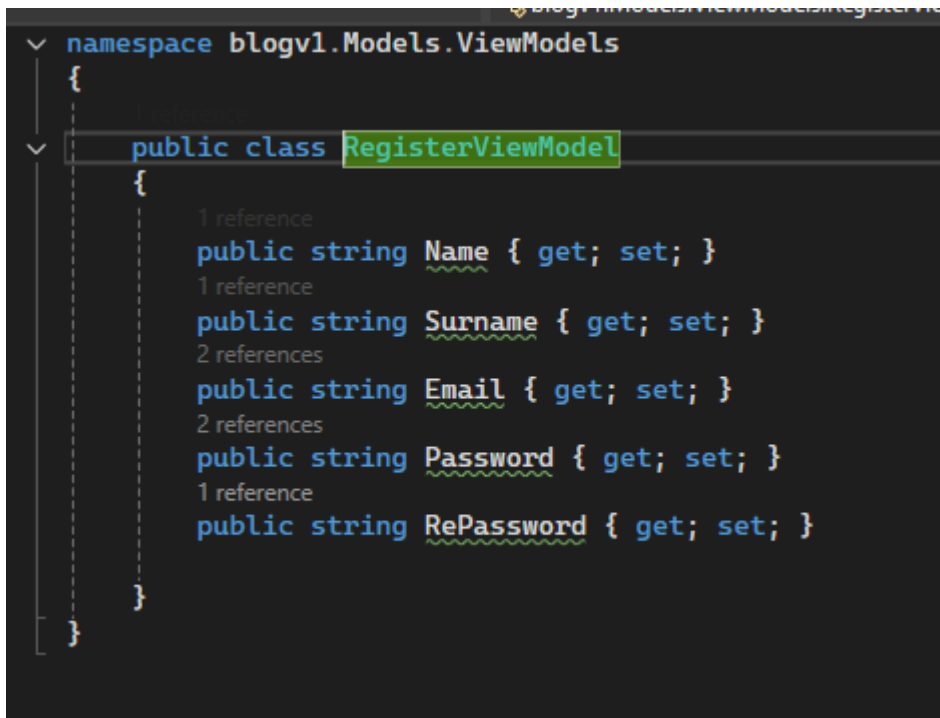 namespace blogv1.Models.ViewModels
{
1 reference
public class RegisterViewModel
{
1 reference
public string Name { get; set; }
1 reference
public string Surname { get; set; }
2 references
public string Email { get; set; }
2 references
public string Password { get; set; }
1 reference
public string RePassword { get; set; }
}
}